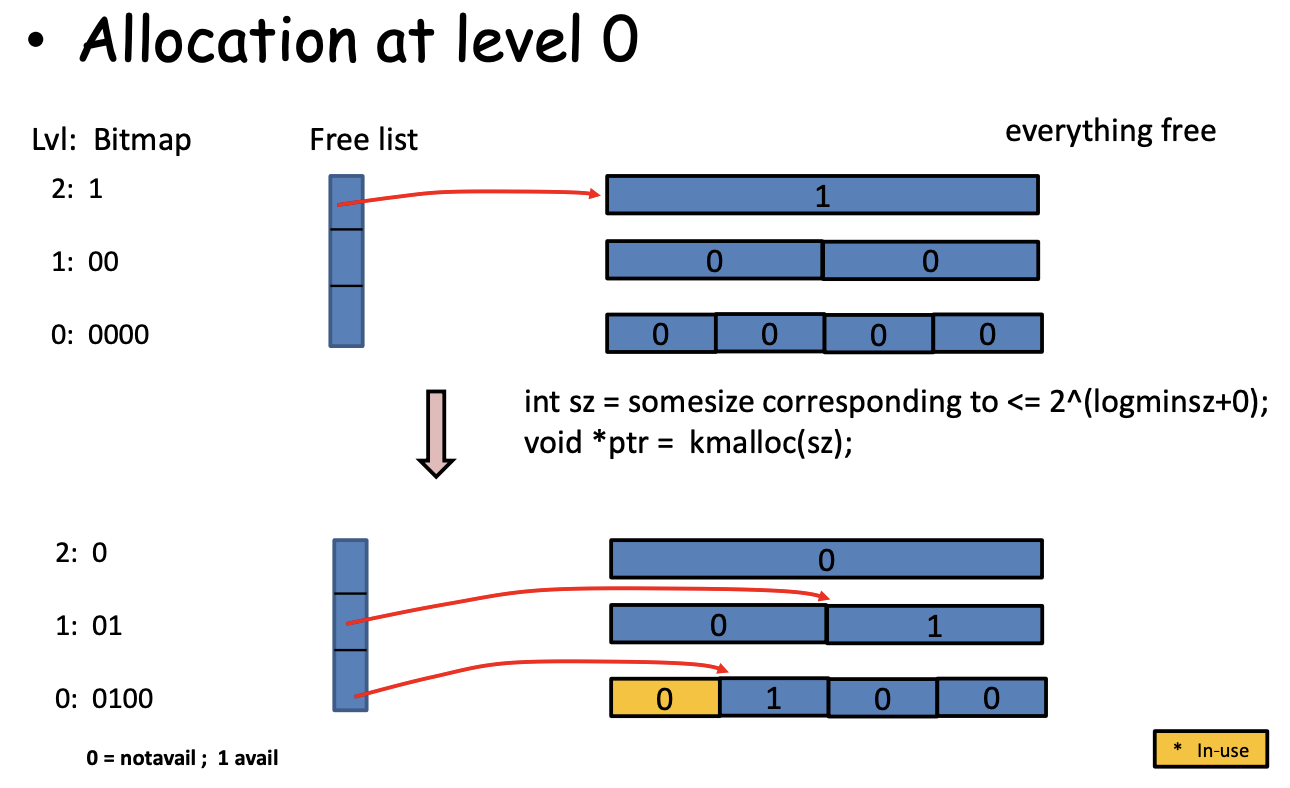 • Allocation at level 0
Lvl: Bitmap Free list everything free
2: 1 1
1: 00 0 0
0: 0000 0 0 0 0
int sz = somesize corresponding to <= 2^(logminsz+0);
void *ptr = kmalloc(sz);
2: 0 0
1: 01 0 1
0: 0100 0 1 0 0
0 = notavail ; 1 avail
* In-use